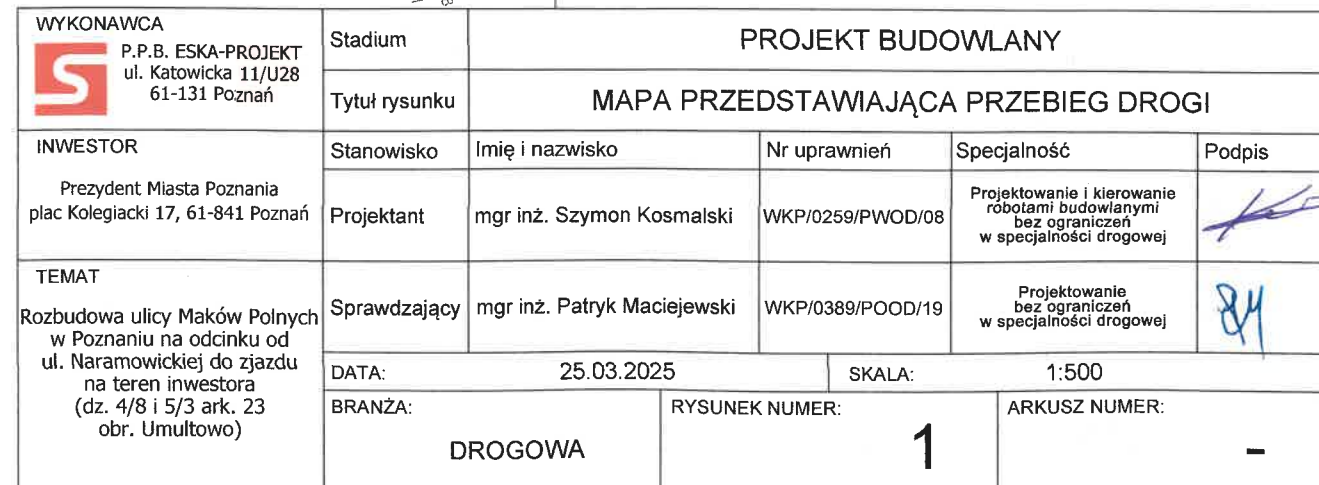 WYKONAWCA
P.P.B. ESKA-PROJEKT
ul. Katowicka 11/U28
61-131 Poznań
Stadium
PROJEKT BUDOWLANY
Tytuł rysunku
MAPA PRZEDSTAWIAJĄCA PRZEBIEG DROGI
INWESTOR
Prezydent Miasta Poznania
plac Kolegiacki 17, 61-841 Poznań
Stanowisko
Imię i nazwisko
Nr uprawnień
Specjalność
Podpis
Projektant
mgr inż. Szymon Kosmalski
WKP/0259/PWOD/08
Projektowanie i kierowanie
robotami budowlanymi
bez ograniczeń
w specjalności drogowej
TEMAT
Rozbudowa ulicy Maków Polnych
w Poznaniu na odcinku od
ul. Naramowickiej do zjazdu
na teren inwestora
(dz. 4/8 i 5/3 ark. 23
obr. Umultowo)
Sprawdzający
mgr inż. Patryk Maciejewski
WKP/0389/POOD/19
Projektowanie
bez ograniczeń
w specjalności drogowej
DATA:
25.03.2025
SKALA:
1:500
BRANŻA:
DROGOWA
RYSUNEK NUMER:
1
ARKUSZ NUMER:
-